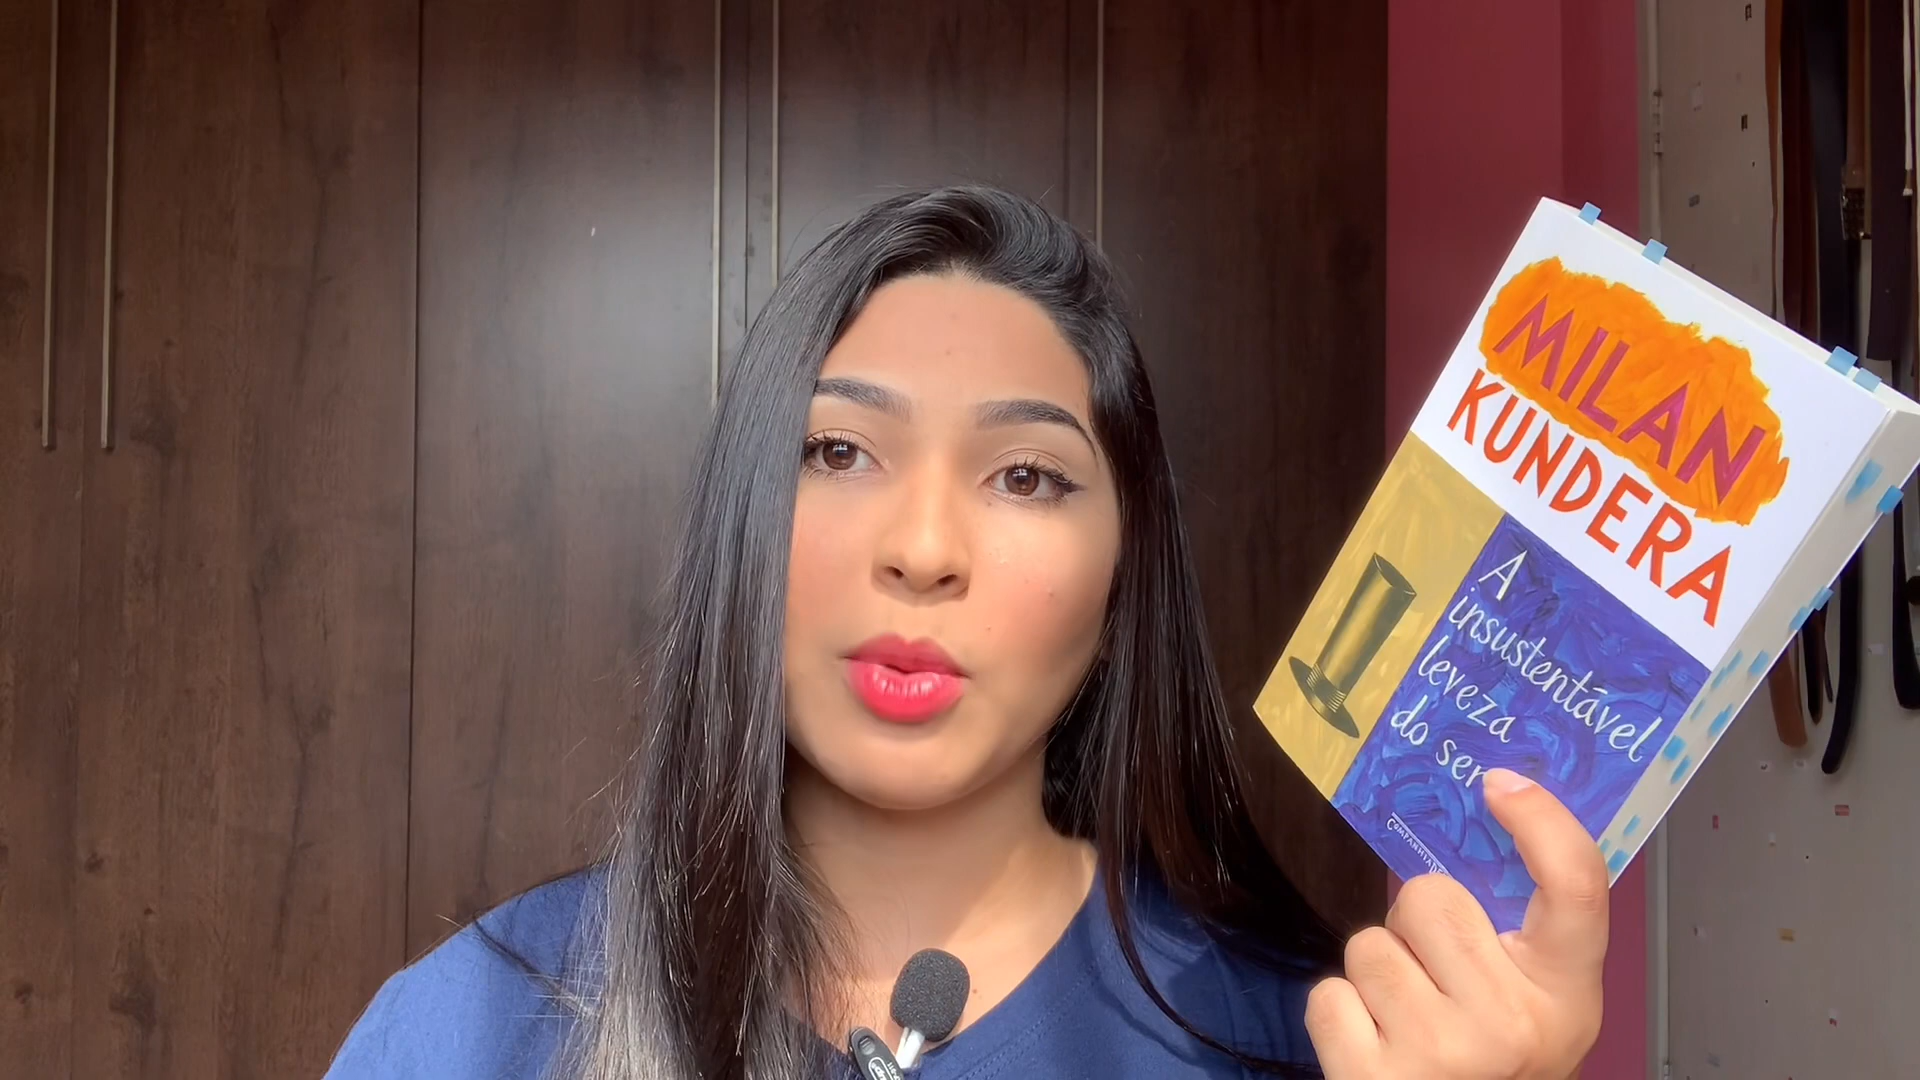 MILAN
KUNDERA
A
insustentável
leveza
do ser